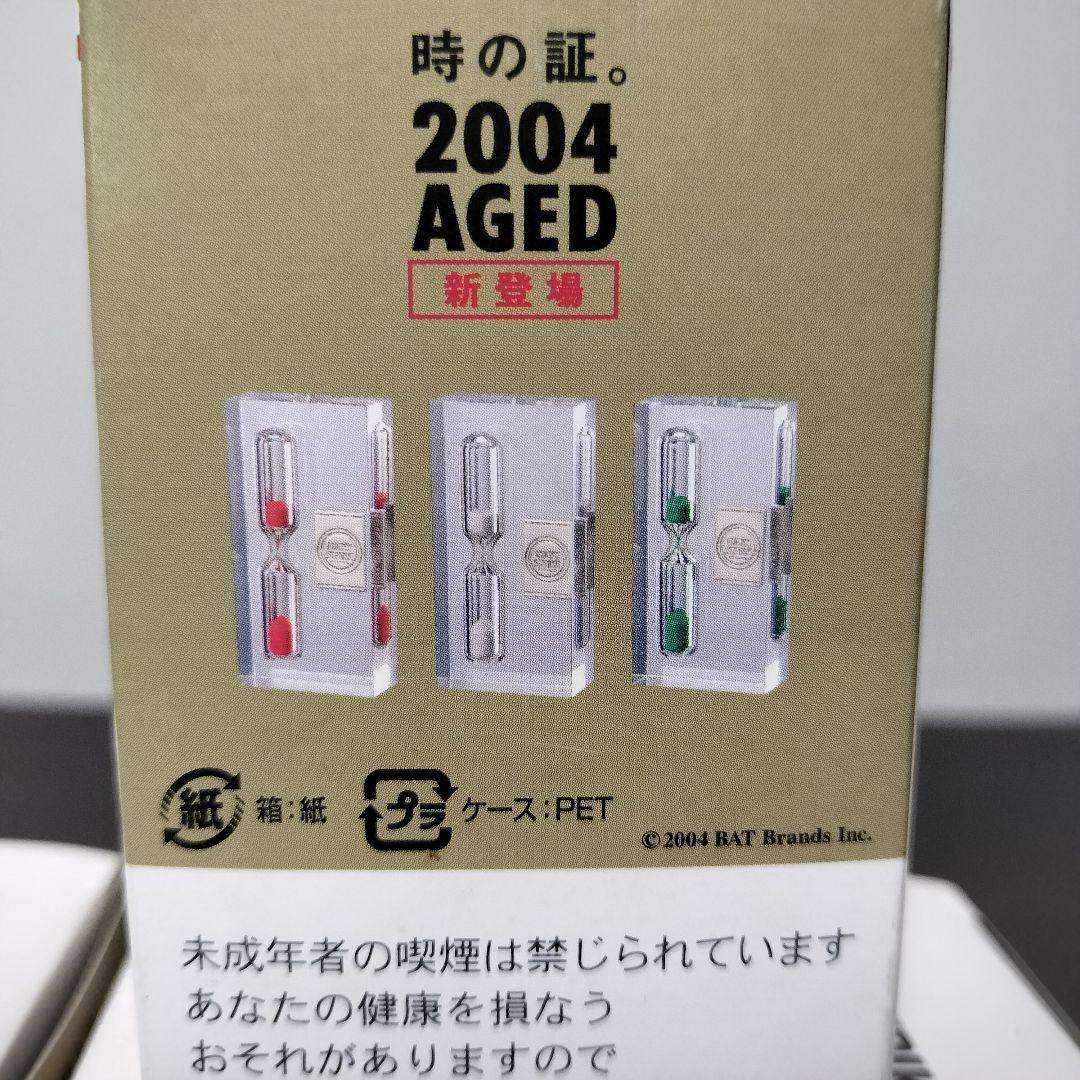 時の証。
2004
AGED
新登場
紙 箱:紙 プラ ケース:PET
©2004 BAT Brands Inc.
未成年者の喫煙は禁じられています
あなたの健康を損なう
おそれがありますので